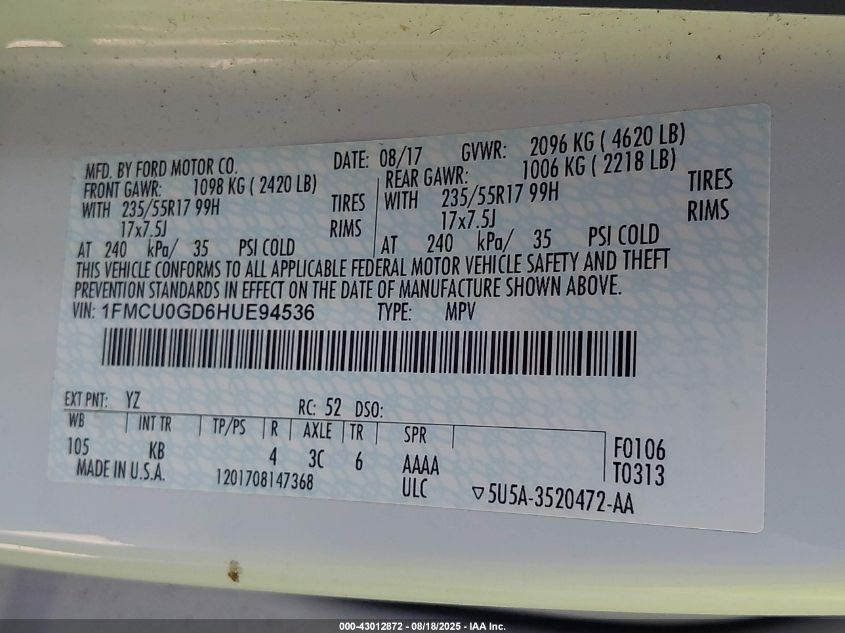 MFD. BY FORD MOTOR CO. DATE: 08/17 GVWR: 2096 KG ( 4620 LB)
FRONT GAWR: 1098 KG ( 2420 LB) REAR GAWR: 1006 KG ( 2218 LB)
WITH 235/55R17 99H TIRES WITH 235/55R17 99H TIRES
17x7.5J RIMS 17x7.5J RIMS
AT 240 kPa/ 35 PSI COLD AT 240 kPa/ 35 PSI COLD
THIS VEHICLE CONFORMS TO ALL APPLICABLE FEDERAL MOTOR VEHICLE SAFETY AND THEFT
PREVENTION STANDARDS IN EFFECT ON THE DATE OF MANUFACTURE SHOWN ABOVE.
VIN: 1FMCU0GD6HUE94536 TYPE: MPV
EXT PNT: YZ RC: 52 DSO:
WB INT TR TP/PS R AXLE TR SPR
105 KB 4 3C 6 AAAA F0106
MADE IN U.S.A. 1201708147368 ULC T0313
▽5U5A-3520472-AA
000-43012872 - 08/18/2025 - IAA Inc.